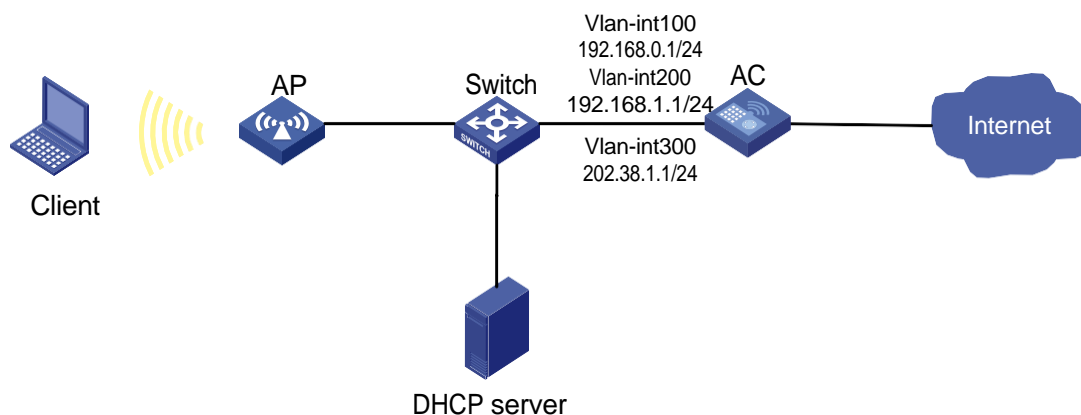 Vlan-int100
192.168.0.1/24
Vlan-int200
192.168.1.1/24
Vlan-int300
202.38.1.1/24
AP
Switch
AC
SWITCH
Internet
Client
DHCP server